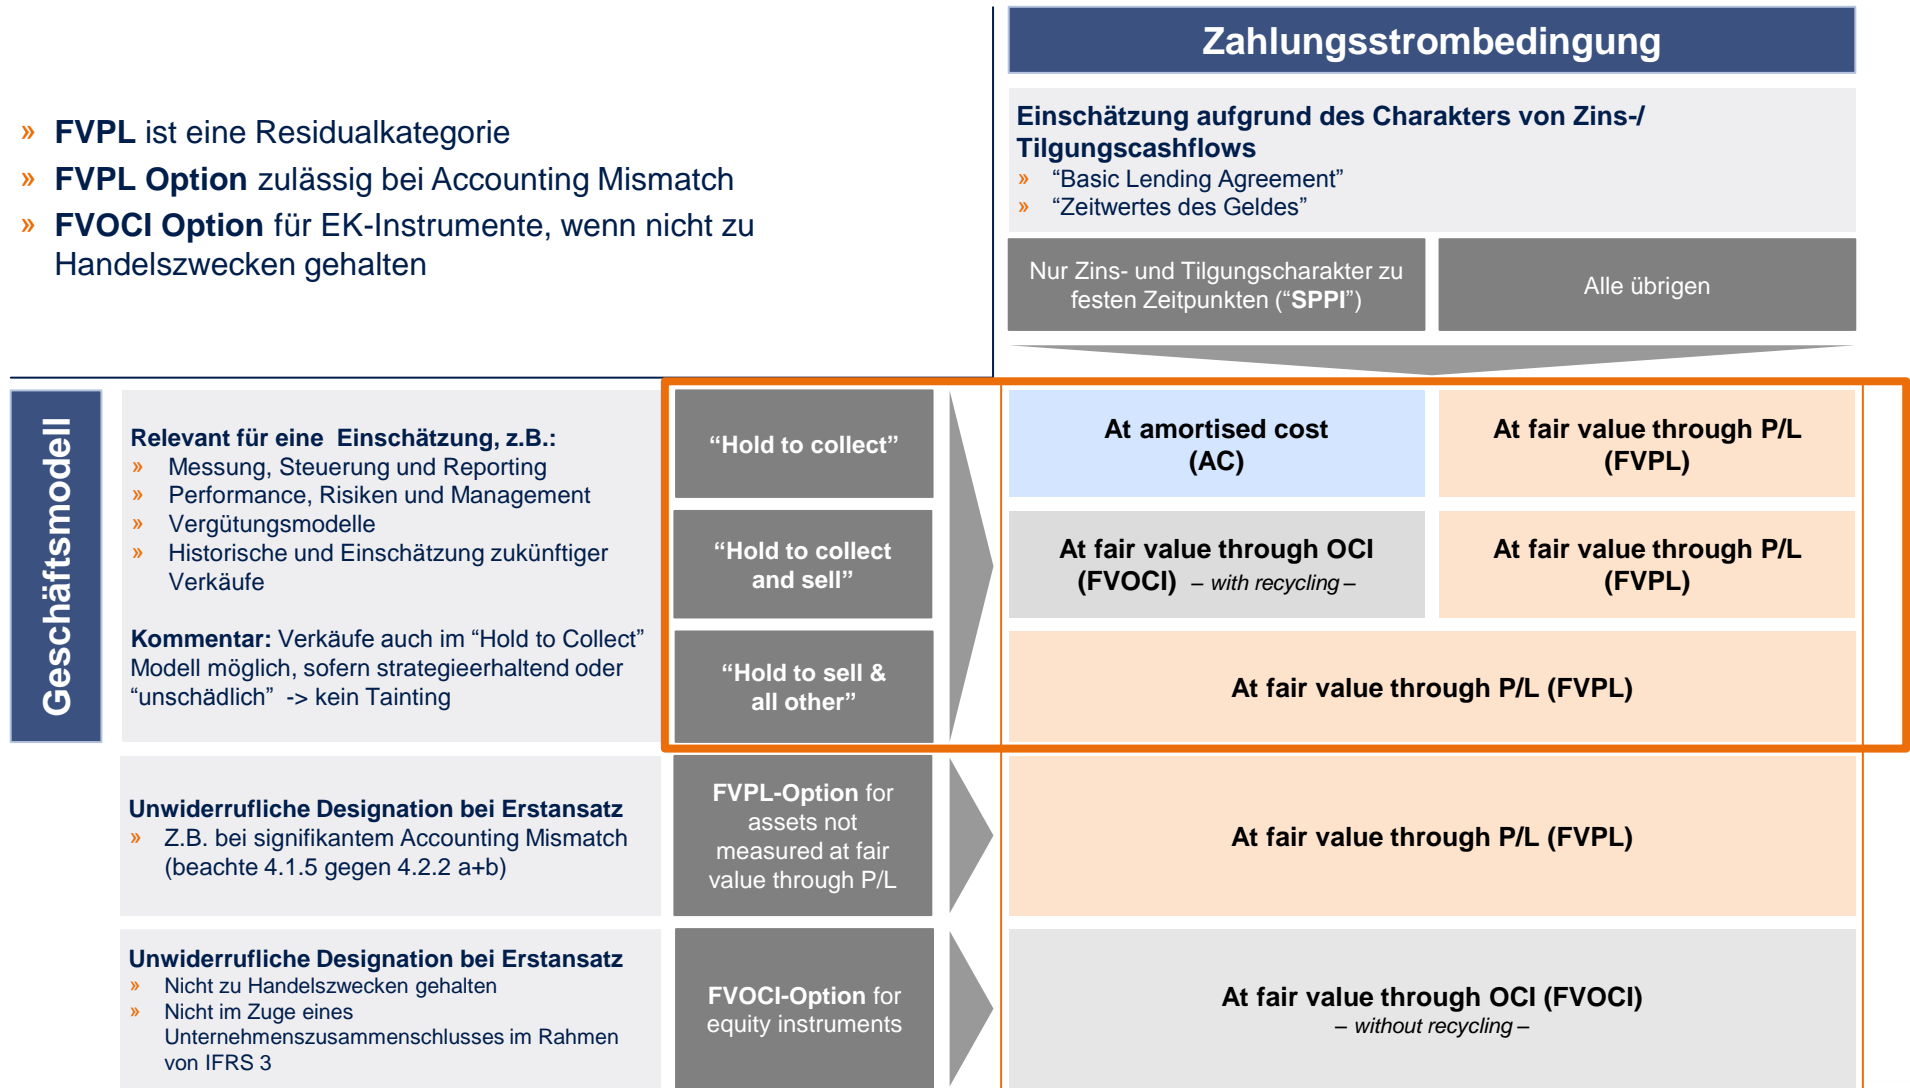 Zahlungsstrombedingung
» FVPL ist eine Residualkategorie
» FVPL Option zulässig bei Accounting Mismatch
» FVOCI Option für EK-Instrumente, wenn nicht zu
Handelszwecken gehalten
Einschätzung aufgrund des Charakters von Zins-/
Tilgungscashflows
» “Basic Lending Agreement”
» “Zeitwertes des Geldes”
Nur Zins- und Tilgungscharakter zu
festen Zeitpunkten (“SPPI”)
Alle übrigen
Geschäftsmodell
Relevant für eine Einschätzung, z.B.:
» Messung, Steuerung und Reporting
» Performance, Risiken und Management
» Vergütungsmodelle
» Historische und Einschätzung zukünftiger
Verkäufe
Kommentar: Verkäufe auch im “Hold to Collect”
Modell möglich, sofern strategieerhaltend oder
“unschädlich” -> kein Tainting
“Hold to collect”
At amortised cost
(AC)
At fair value through P/L
(FVPL)
“Hold to collect
and sell”
At fair value through OCI
(FVOCI) – with recycling –
At fair value through P/L
(FVPL)
“Hold to sell &
all other”
At fair value through P/L (FVPL)
Unwiderrufliche Designation bei Erstansatz
» Z.B. bei signifikantem Accounting Mismatch
(beachte 4.1.5 gegen 4.2.2 a+b)
FVPL-Option for
assets not
measured at fair
value through P/L
At fair value through P/L (FVPL)
Unwiderrufliche Designation bei Erstansatz
» Nicht zu Handelszwecken gehalten
» Nicht im Zuge eines
Unternehmenszusammenschlusses im Rahmen
von IFRS 3
FVOCI-Option for
equity instruments
At fair value through OCI (FVOCI)
– without recycling –